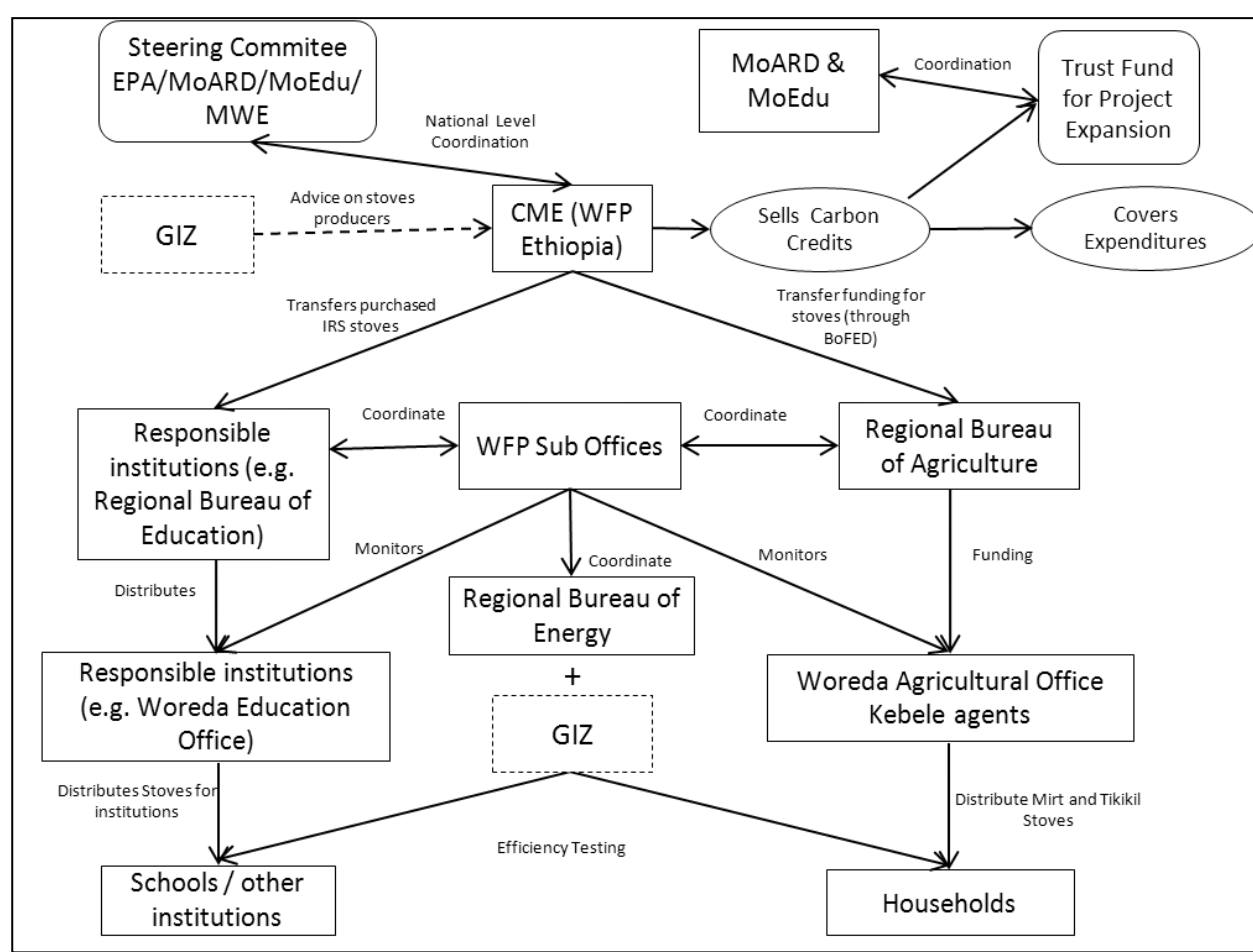 Steering Commitee
EPA/MoARD/MoEdu/
MWE
MoARD &
MoEdu
Coordination
Trust Fund
for Project
Expansion
National Level
Coordination
GIZ
Advice on stoves
producers
CME (WFP
Ethiopia)
Sells Carbon
Credits
Covers
Expenditures
Transfers purchased
IRS stoves
Transfer funding for
stoves (through
BoFED)
Responsible
institutions (e.g.
Regional Bureau of
Education)
Coordinate
WFP Sub Offices
Coordinate
Regional Bureau
of Agriculture
Distributes
Monitors
Coordinate
Monitors
Funding
Regional Bureau of
Energy
+
GIZ
Responsible institutions
(e.g. Woreda Education
Office)
Woreda Agricultural Office
Kebele agents
Distributes Stoves for
institutions
Efficiency Testing
Distribute Mirt and Tikikil
Stoves
Schools / other
institutions
Households